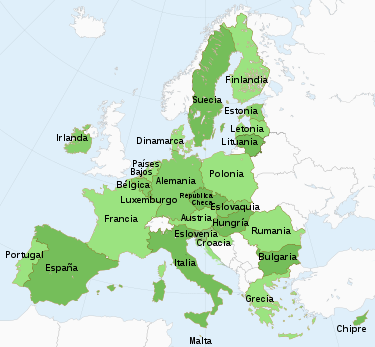 Finlandia
Suecia
Estonia
Letonia
Lituania
Irlanda
Dinamarca
Países
Bajos
Polonia
Bélgica
Alemania
República
Checa
Luxemburgo
Eslovaquia
Francia
Austria
Hungría
Eslovenia
Rumania
Croacia
Portugal
España
Italia
Bulgaria
Grecia
Chipre
Malta